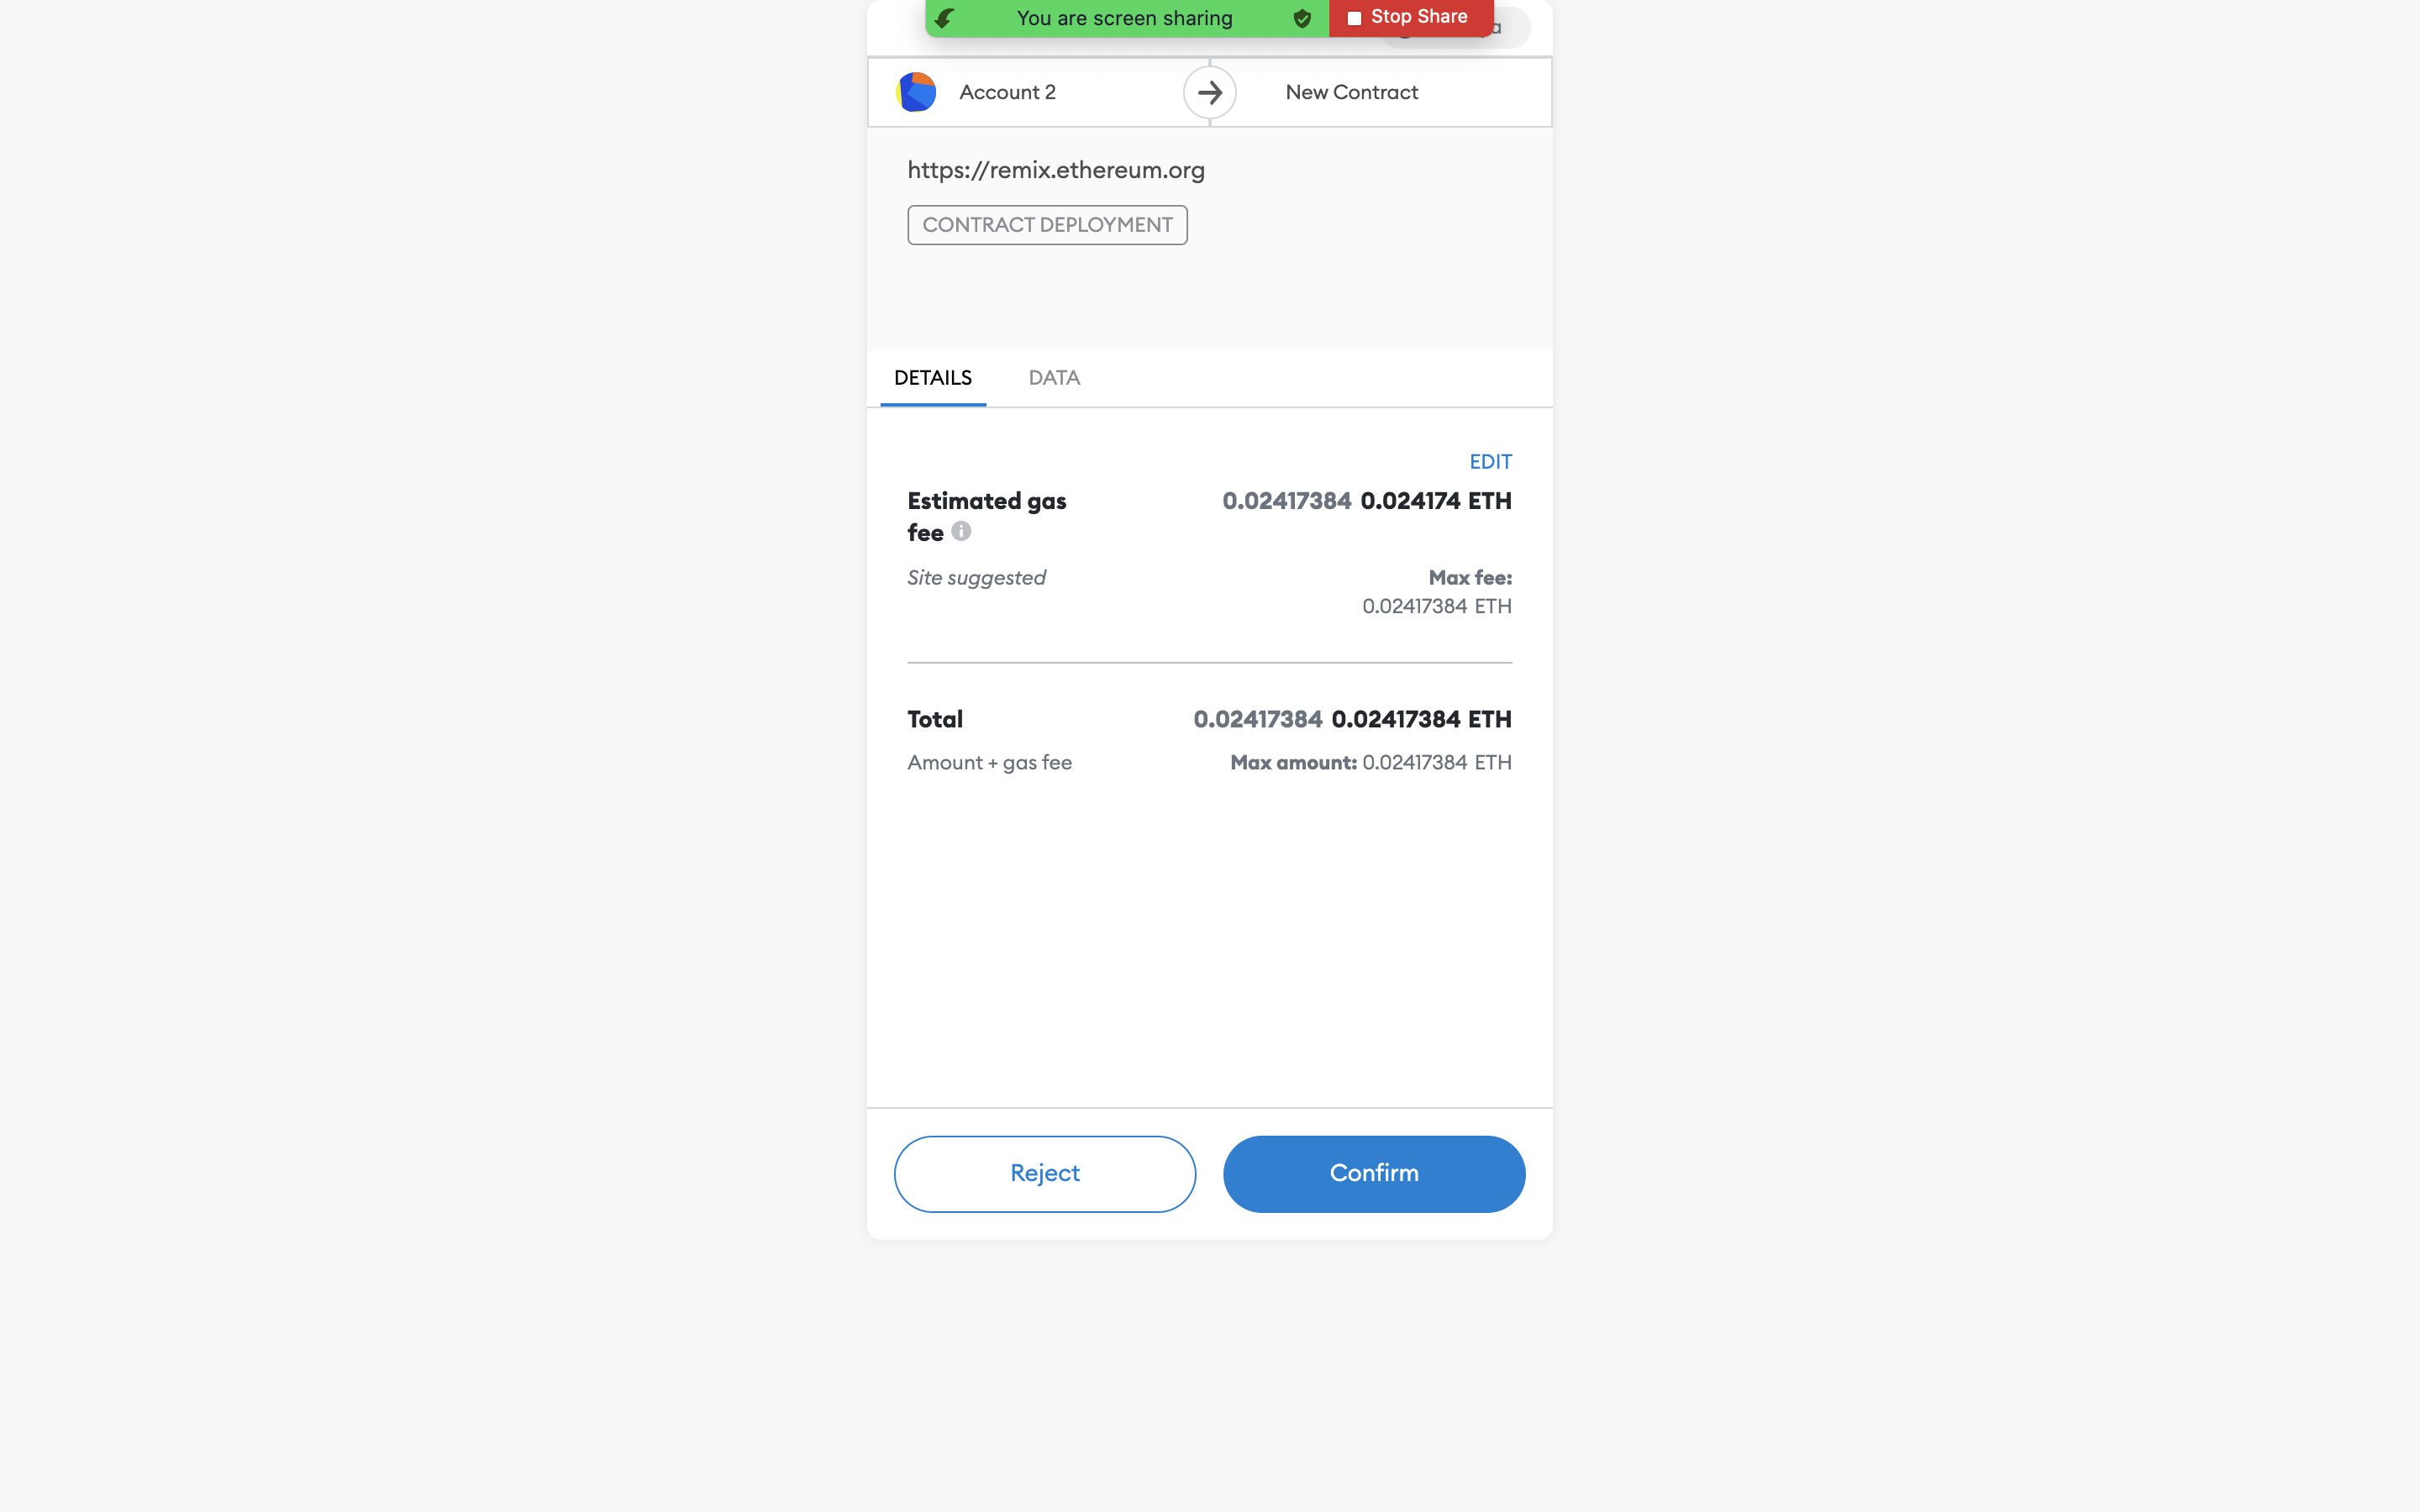 You are screen sharing
Stop Share
Account 2
New Contract
https://remix.ethereum.org
CONTRACT DEPLOYMENT
DETAILS
DATA
EDIT
Estimated gas fee
0.02417384 0.024174 ETH
Site suggested
Max fee:
0.02417384 ETH
Total
0.02417384 0.02417384 ETH
Amount + gas fee
Max amount: 0.02417384 ETH
Reject
Confirm